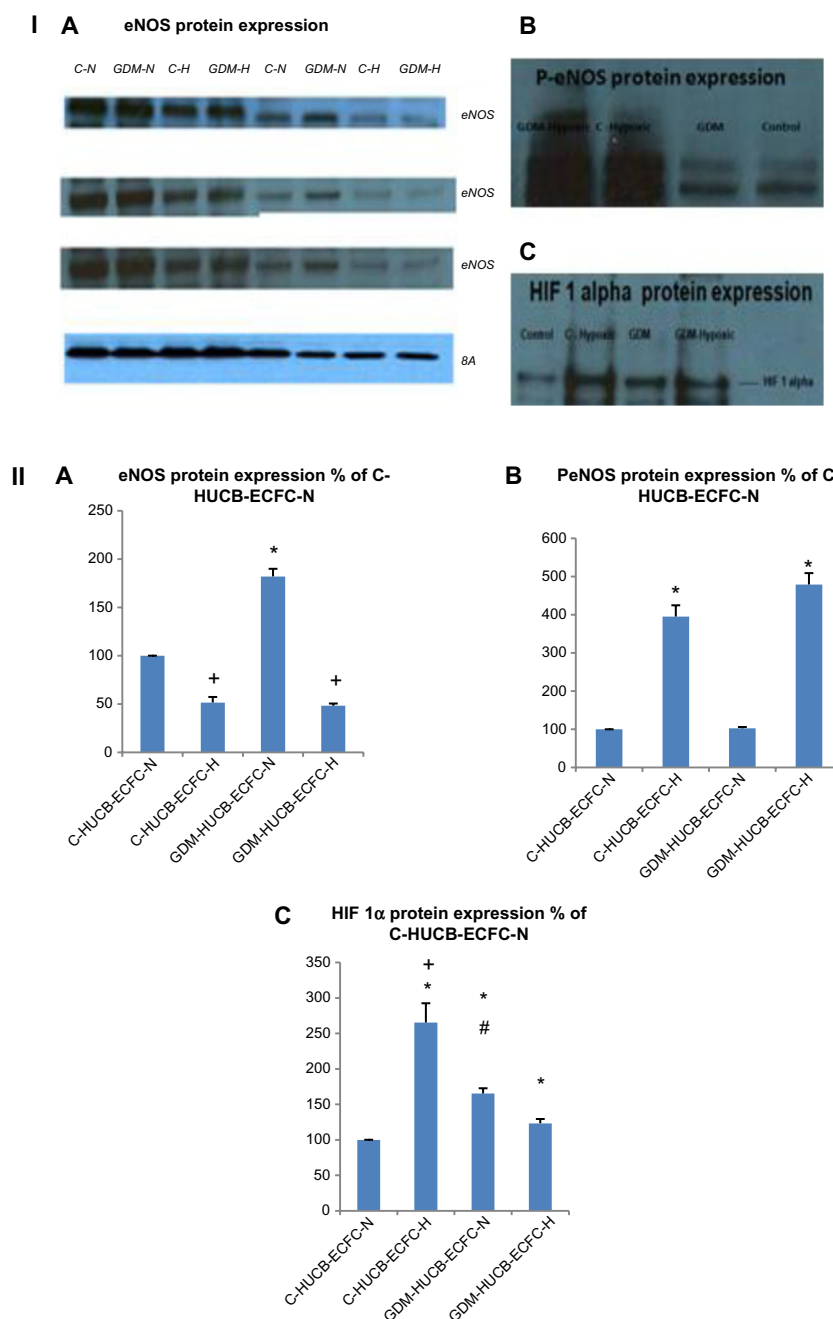 I A eNOS protein expression
C-N GDM-N C-H GDM-H C-N GDM-N C-H GDM-H
eNOS
eNOS
eNOS
8A
B
P-eNOS protein expression
GDM-Hypoxic C-Hypoxic GDM Control
C
HIF 1 alpha protein expression
Control C-Hypoxic GDM GDM-Hypoxic
HIF 1 alpha
II A eNOS protein expression % of C-
HUCB-ECFC-N
250
200
150
100
50
0
+
*
+
C-HUCB-ECFC-N
C-HUCB-ECFC-H
GDM-HUCB-ECFC-N
GDM-HUCB-ECFC-H
B PeNOS protein expression % of C
HUCB-ECFC-N
600
500
400
300
200
100
0
*
*
C-HUCB-ECFC-N
C-HUCB-ECFC-H
GDM-HUCB-ECFC-N
GDM-HUCB-ECFC-H
C HIF 1α protein expression % of
C-HUCB-ECFC-N
350
300
250
200
150
100
50
0
+
*
*
#
*
C-HUCB-ECFC-N
C-HUCB-ECFC-H
GDM-HUCB-ECFC-N
GDM-HUCB-ECFC-H